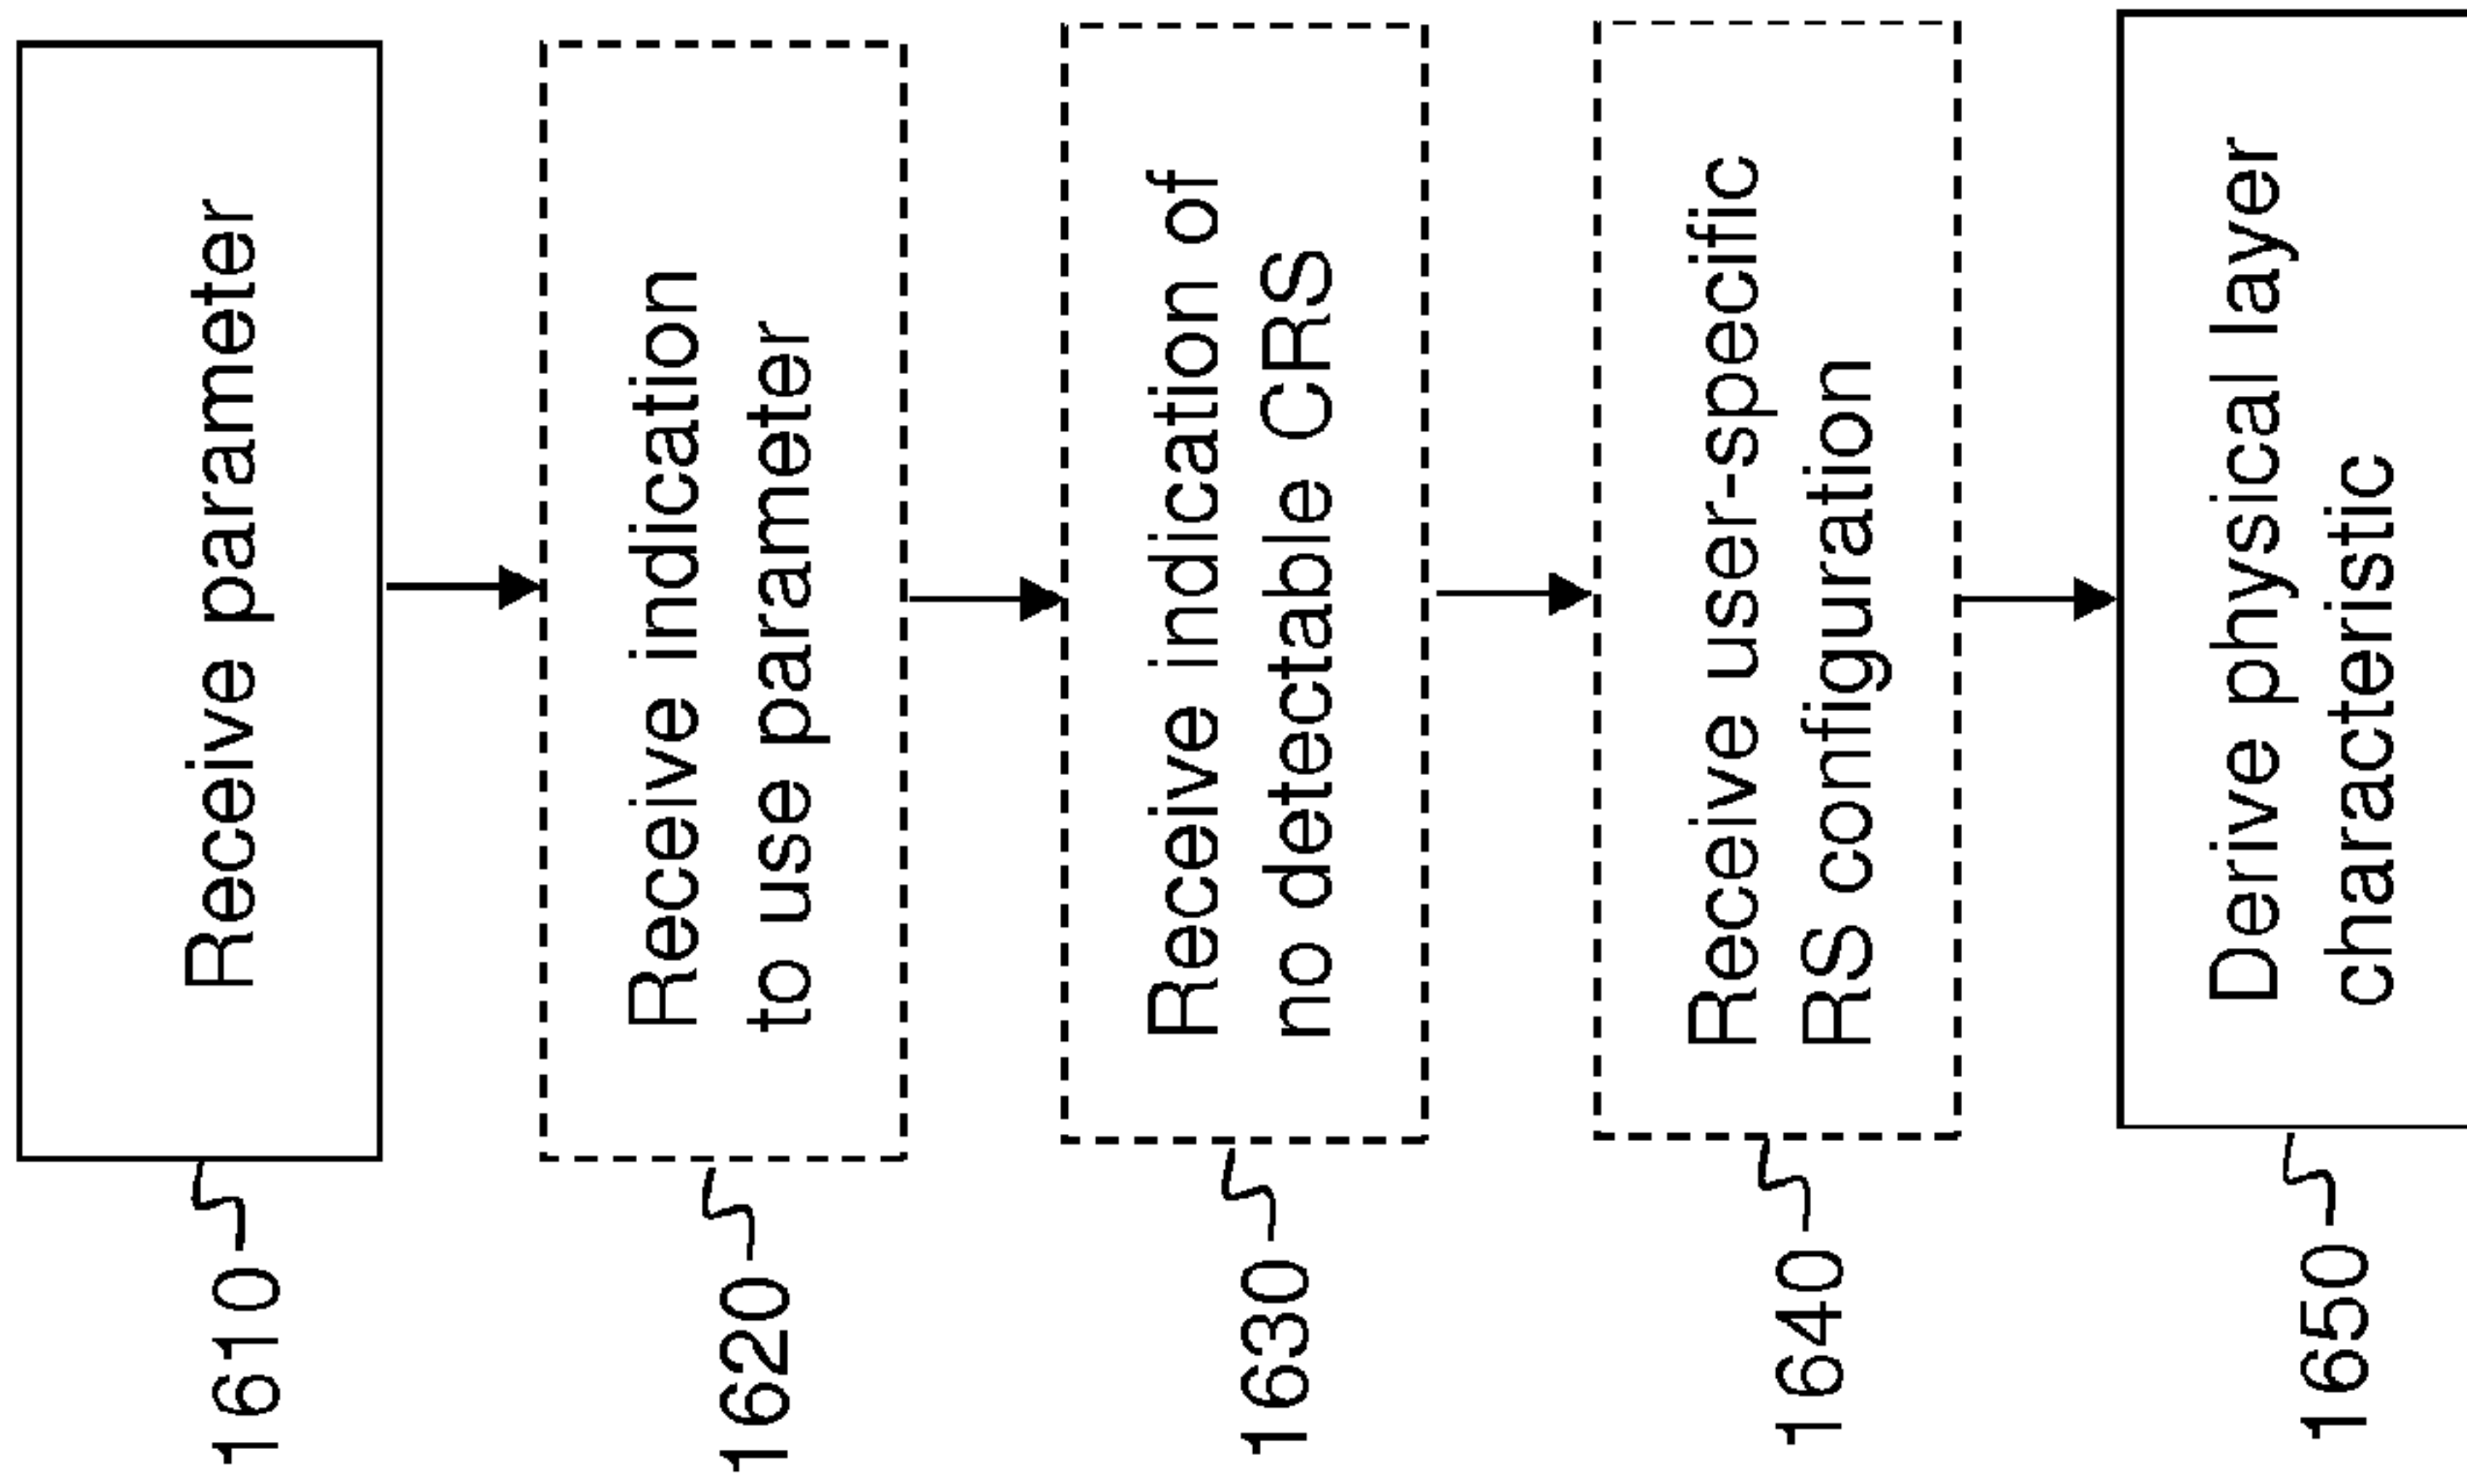 1610
Receive parameter
1620
Receive indication
to use parameter
1630
Receive indication of
no detectable CRS
1640
Receive user-specific
RS configuration
1650
Derive physical layer
characteristic